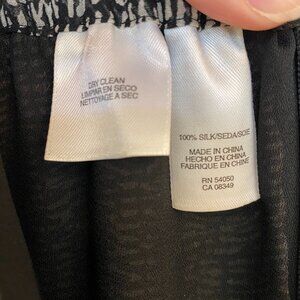 DRY CLEAN
LIMPIAR EN SECO
NETTOYAGE A SEC
100% SILK/SEDA/SOIE
MADE IN CHINA
HECHO EN CHINA
FABRIQUE EN CHINE
RN 54050
CA 08349